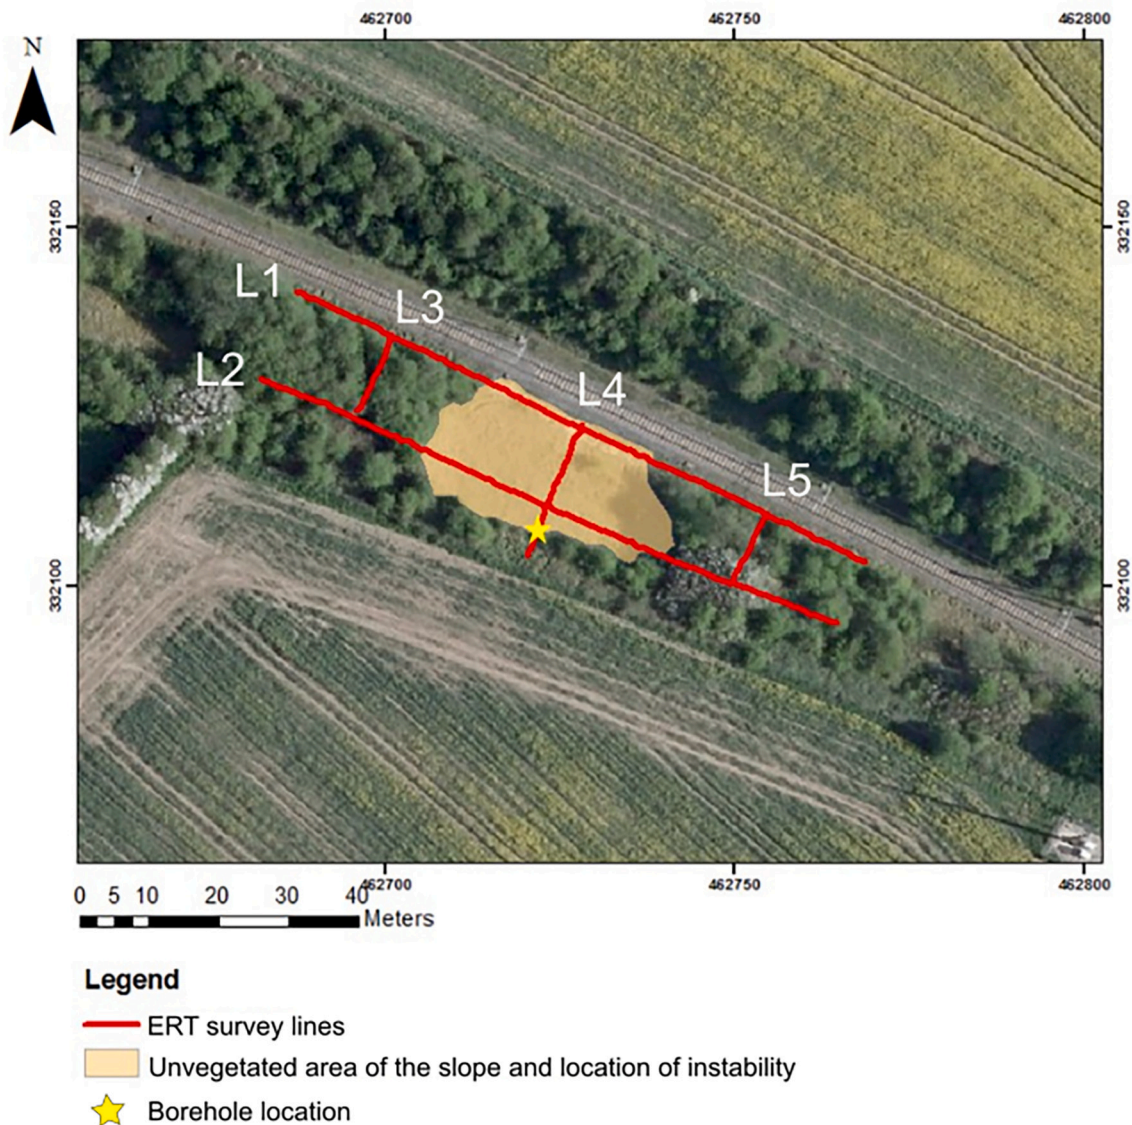 462700 462750 462800
N
332150 332150
L1 L3
L2 L4
L5
332100 332100
462700 462750 462800
0 5 10 20 30 40
Meters
Legend
ERT survey lines
Unvegetated area of the slope and location of instability
Borehole location